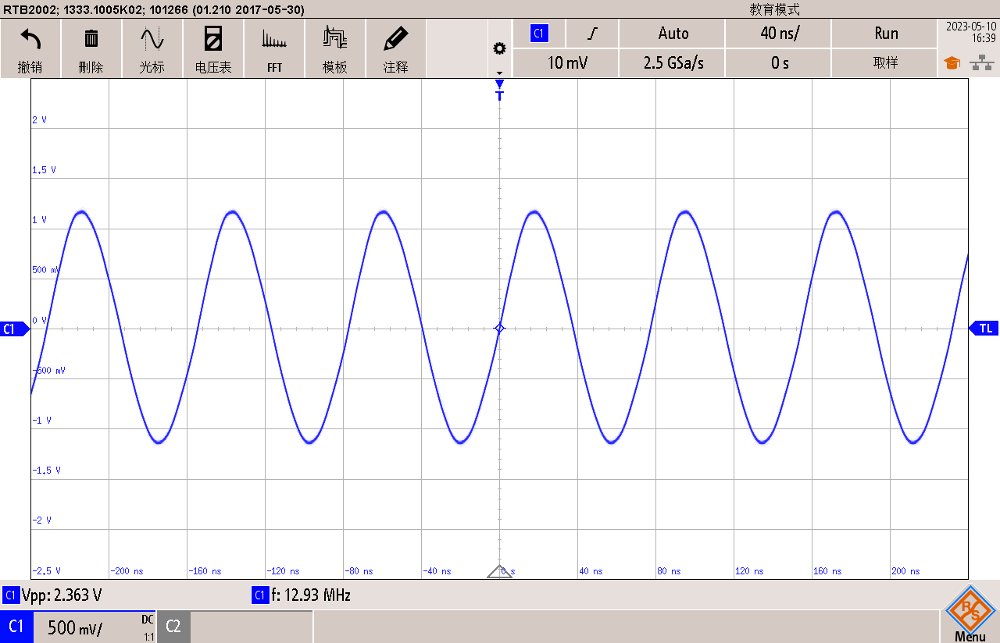 RTB2002; 1333.1005K02; 101266 (01.210 2017-05-30)
教育模式
撤销
刪除
光标
电压表
FFT
模板
注释
C1
Auto
40 ns/
Run
2023-05-10
16:39
10 mV
2.5 GSa/s
0 s
取样
T
2 V
1.5 V
1 V
500 mV
C1
0 V
TL
-500 mV
-1 V
-1.5 V
-2 V
-2.5 V
-200 ns
-160 ns
-120 ns
-80 ns
-40 ns
0 s
40 ns
80 ns
120 ns
160 ns
200 ns
C1 Vpp: 2.363 V
C1 f: 12.93 MHz
C1
500 mV/
DC
1:1
C2
R S
Menu